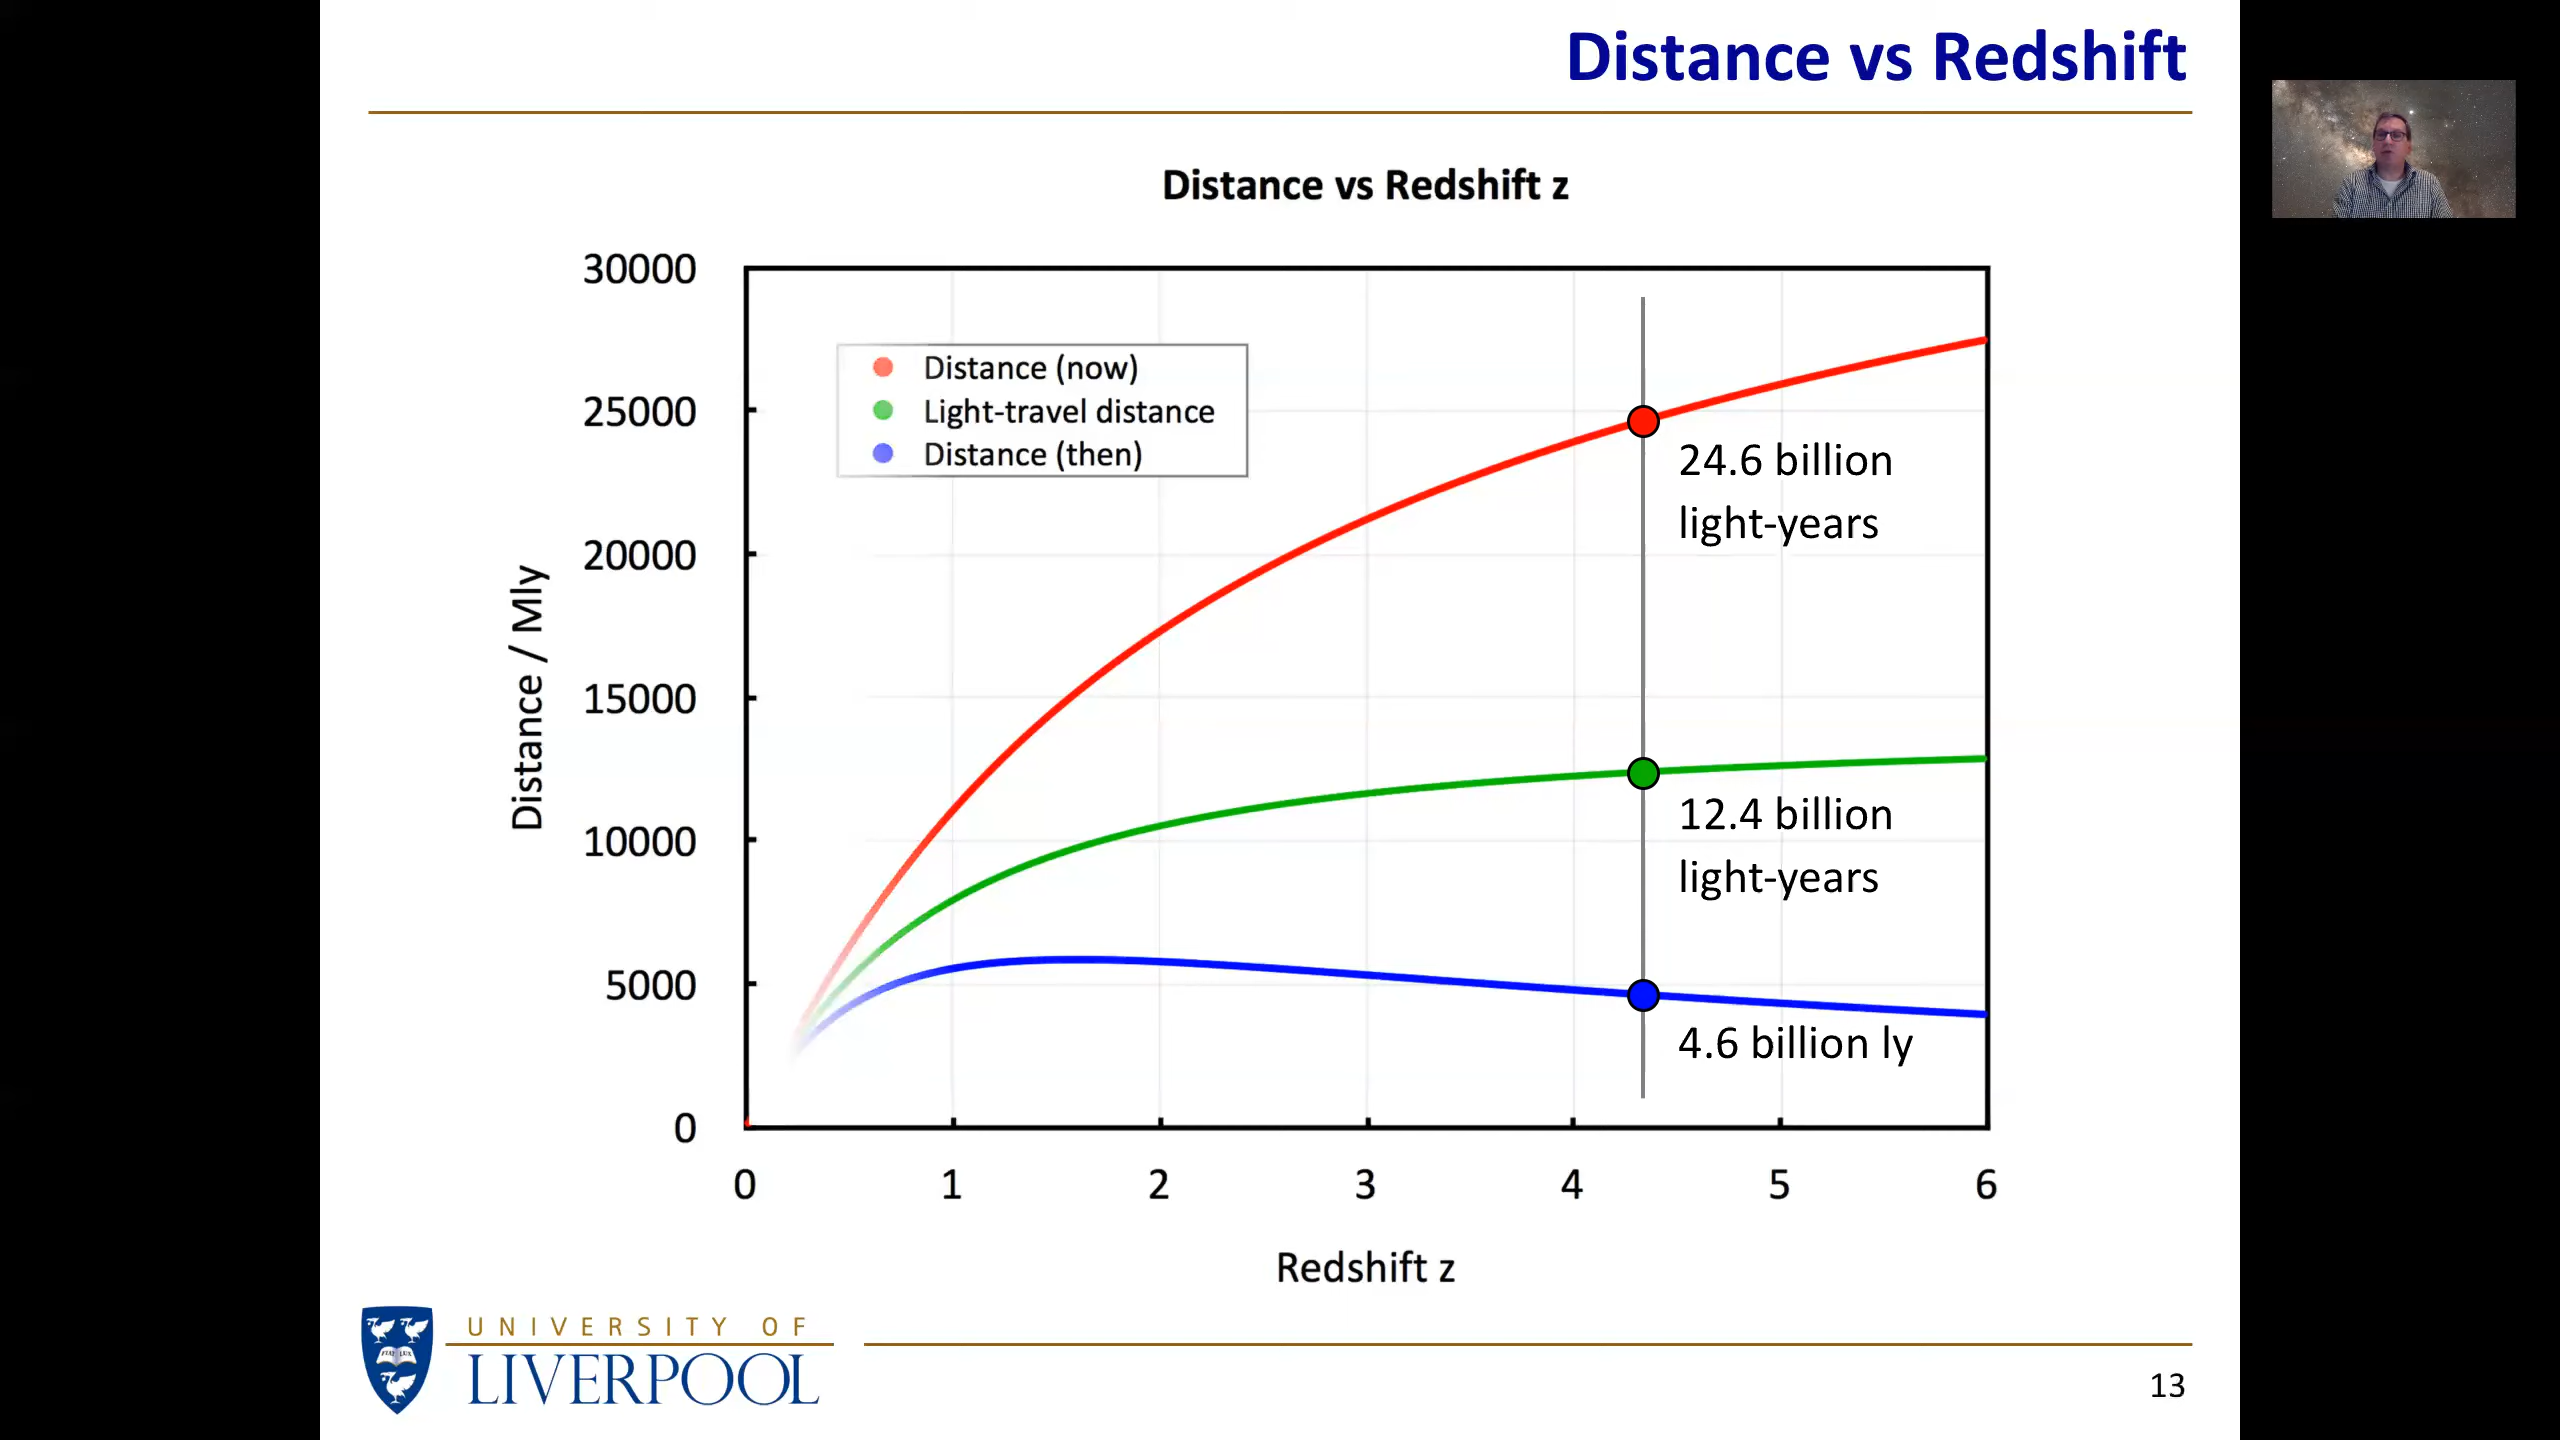 Distance vs Redshift
Distance vs Redshift z
30000
25000
20000
15000
10000
5000
0
Distance / Mly
Distance (now)
Light-travel distance
Distance (then)
24.6 billion
light-years
12.4 billion
light-years
4.6 billion ly
0 1 2 3 4 5 6
Redshift z
UNIVERSITY OF
LIVERPOOL
FIAT LUX
13